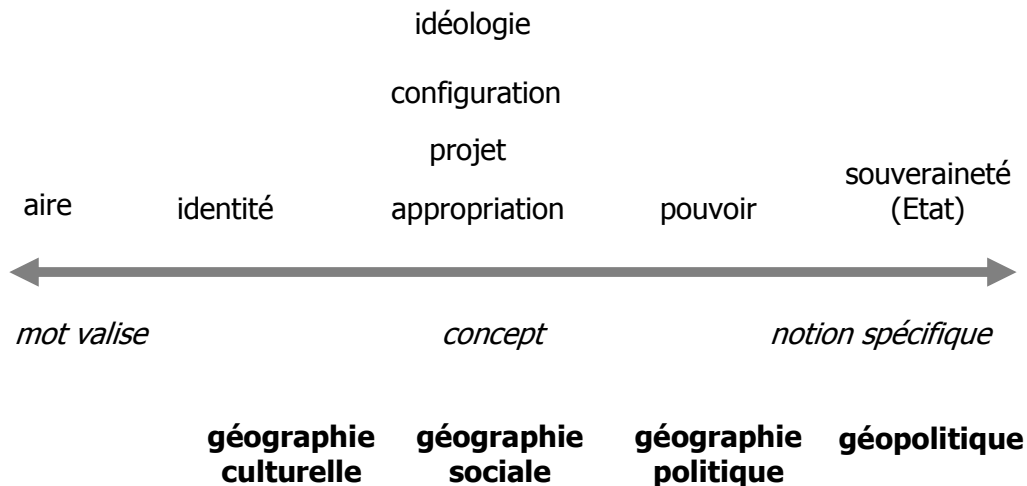 idéologie
configuration
projet
aire identité appropriation pouvoir souveraineté
(Etat)
mot valise concept notion spécifique
géographie
culturelle
géographie
sociale
géographie
politique
géopolitique